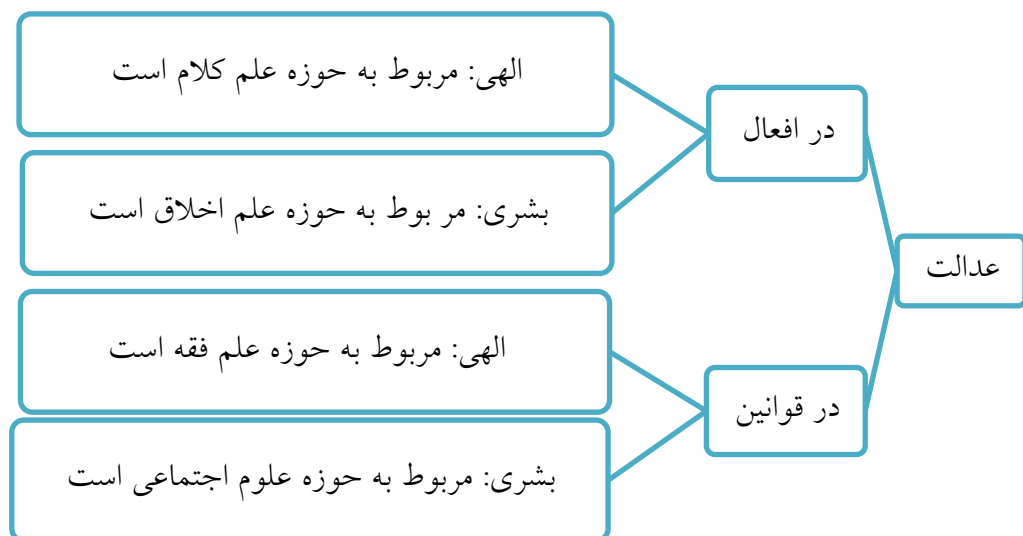 عدالت
در افعال
الهی: مربوط به حوزه علم کلام است
بشری: مر بوط به حوزه علم اخلاق است
در قوانین
الهی: مربوط به حوزه علم فقه است
بشری: مربوط به حوزه علوم اجتماعی است